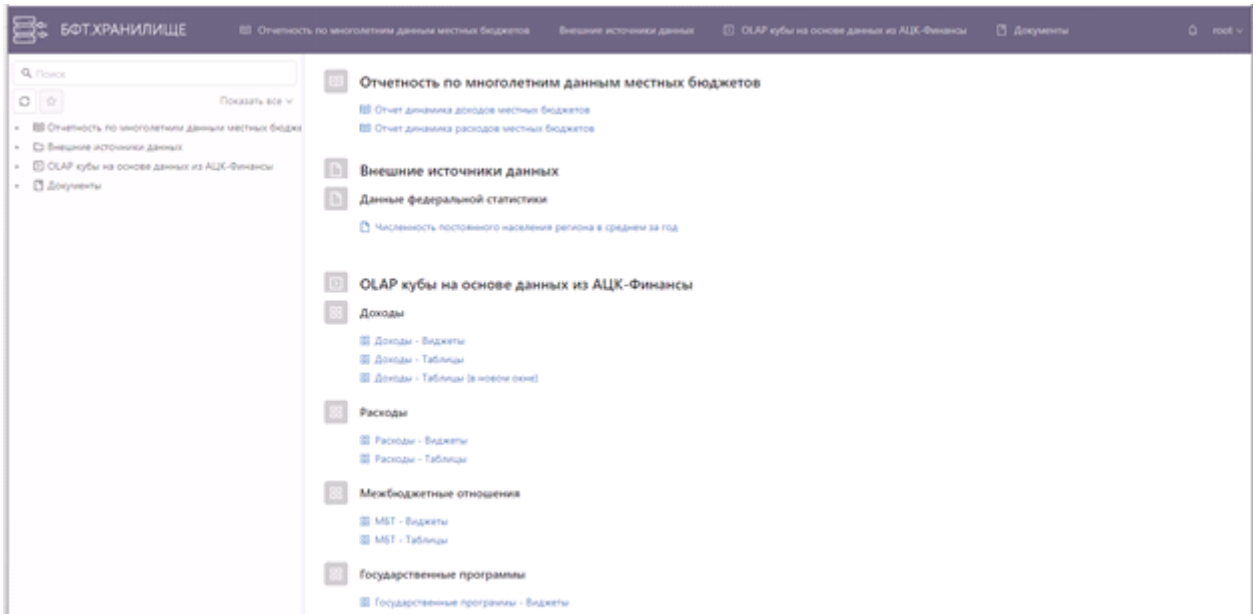 БФТ.ХРАНИЛИЩЕ
Отчетность по многолетним данным местных бюджетов
Внешние источники данных
OLAP кубы на основе данных из АЦК-Финансы
Документы
root
Поиск
Показать все
Отчетность по многолетним данным местных бюдже
Внешние источники данных
OLAP кубы на основе данных из АЦК-Финансы
Документы
Отчетность по многолетним данным местных бюджетов
Отчет динамика доходов местных бюджетов
Отчет динамика расходов местных бюджетов
Внешние источники данных
Данные федеральной статистики
Численность постоянного населения региона в среднем за год
OLAP кубы на основе данных из АЦК-Финансы
Доходы
Доходы - Виджеты
Доходы - Таблицы
Доходы - Таблицы (в новом окне)
Расходы
Расходы - Виджеты
Расходы - Таблицы
Межбюджетные отношения
МБТ - Виджеты
МБТ - Таблицы
Государственные программы
Государственные программы - Виджеты